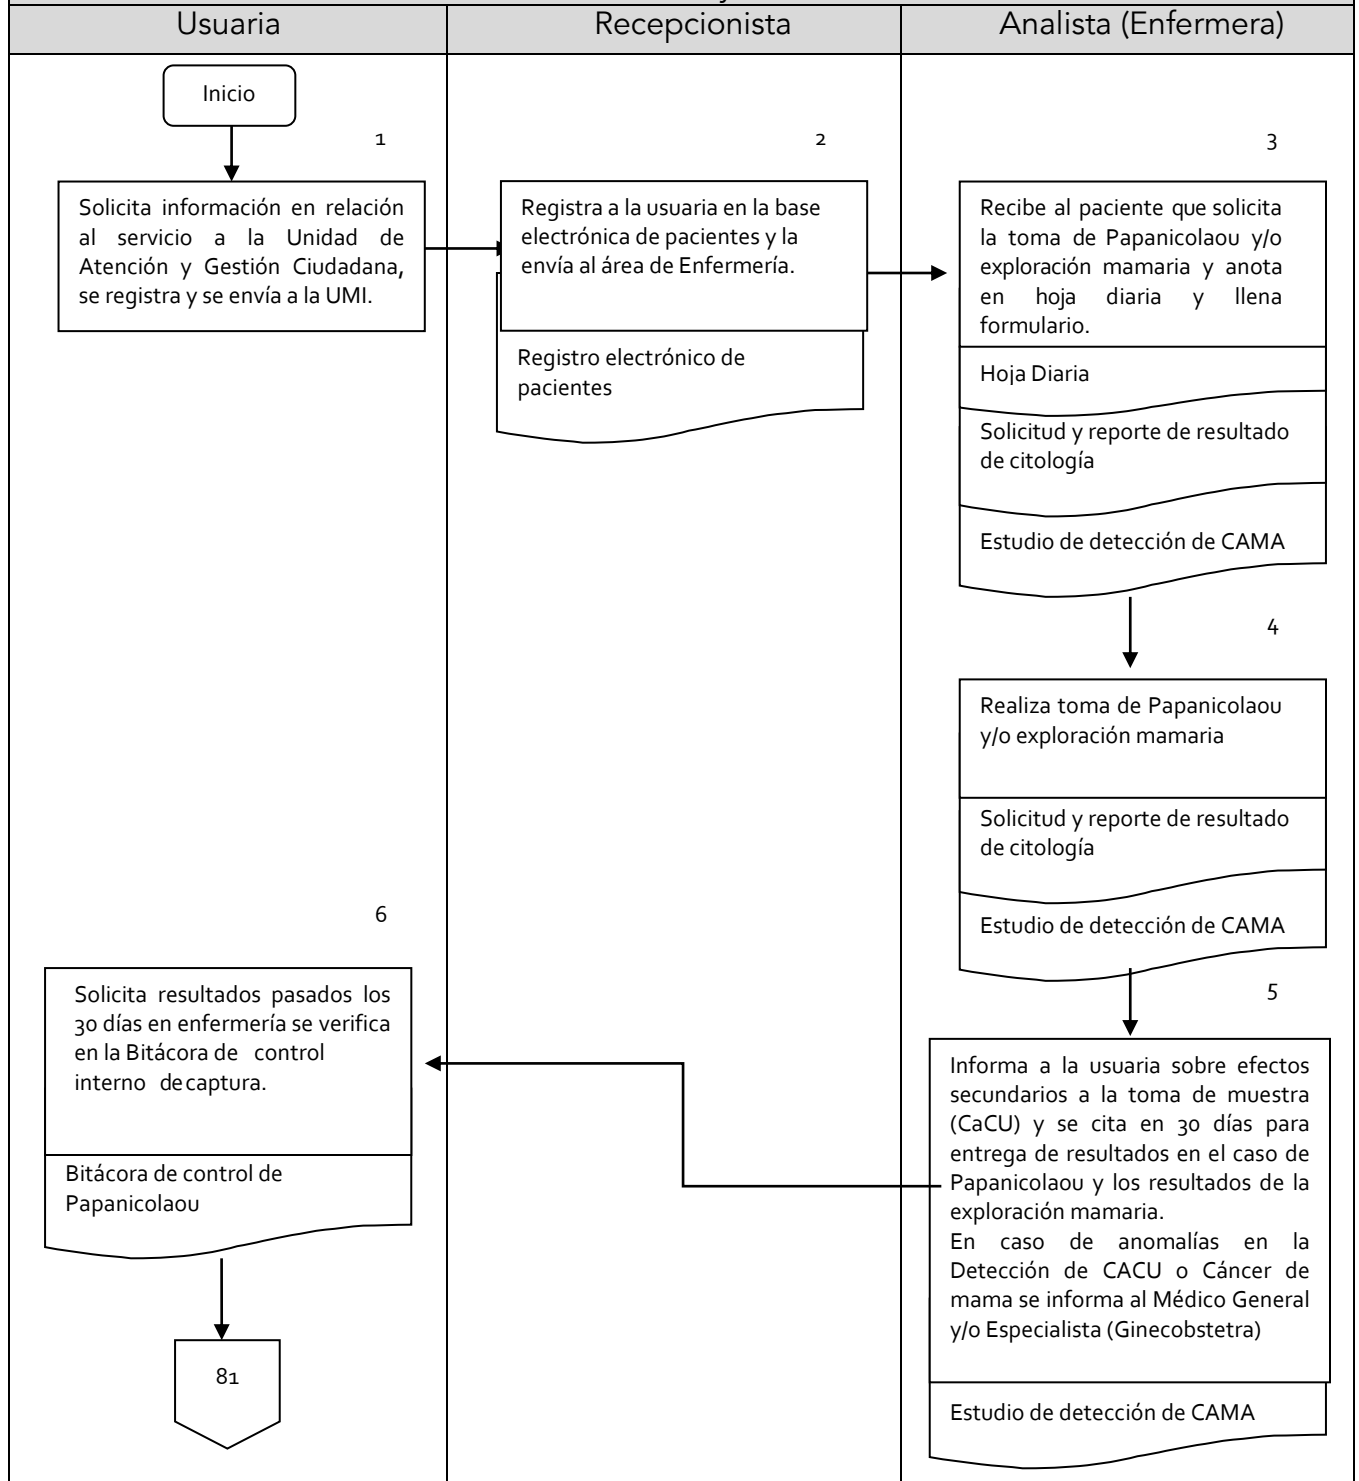 Usuaria
Recepcionista
Analista (Enfermera)
Inicio
1
2
3
Solicita información en relación
al servicio a la Unidad de
Atención y Gestión Ciudadana,
se registra y se envía a la UMI.
Registra a la usuaria en la base
electrónica de pacientes y la
envía al área de Enfermería.
Registro electrónico de
pacientes
Recibe al paciente que solicita
la toma de Papanicolaou y/o
exploración mamaria y anota
en hoja diaria y llena
formulario.
Hoja Diaria
Solicitud y reporte de resultado
de citología
Estudio de detección de CAMA
4
Realiza toma de Papanicolaou
y/o exploración mamaria
Solicitud y reporte de resultado
de citología
Estudio de detección de CAMA
5
Informa a la usuaria sobre efectos
secundarios a la toma de muestra
(CaCU) y se cita en 30 días para
entrega de resultados en el caso de
Papanicolaou y los resultados de la
exploración mamaria.
En caso de anomalías en la
Detección de CACU o Cáncer de
mama se informa al Médico General
y/o Especialista (Ginecobstetra)
Estudio de detección de CAMA
6
Solicita resultados pasados los
30 días en enfermería se verifica
en la Bitácora de control
interno decaptura.
Bitácora de control de
Papanicolaou
81